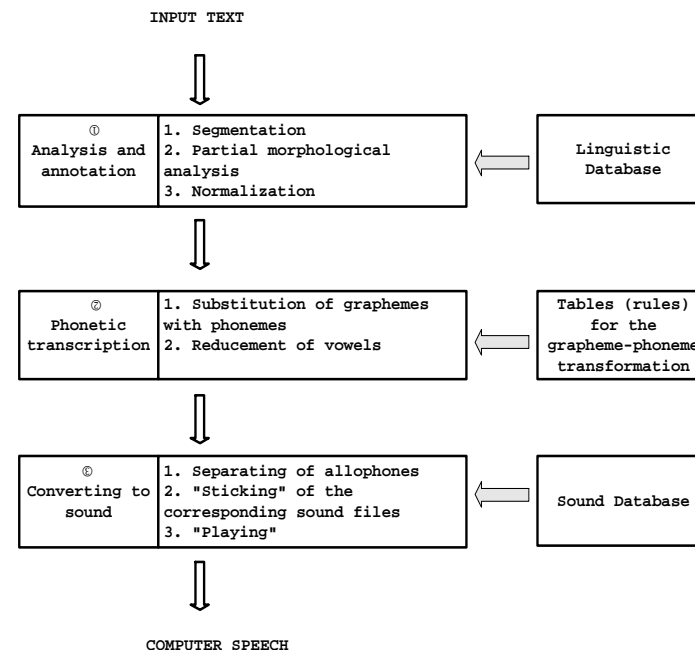 INPUT TEXT
①
Analysis and
annotation
1. Segmentation
2. Partial morphological
analysis
3. Normalization
Linguistic
Database
②
Phonetic
transcription
1. Substitution of graphemes
with phonemes
2. Reducement of vowels
Tables (rules)
for the
grapheme-phoneme
transformation
③
Converting to
sound
1. Separating of allophones
2. "Sticking" of the
corresponding sound files
3. "Playing"
Sound Database
COMPUTER SPEECH